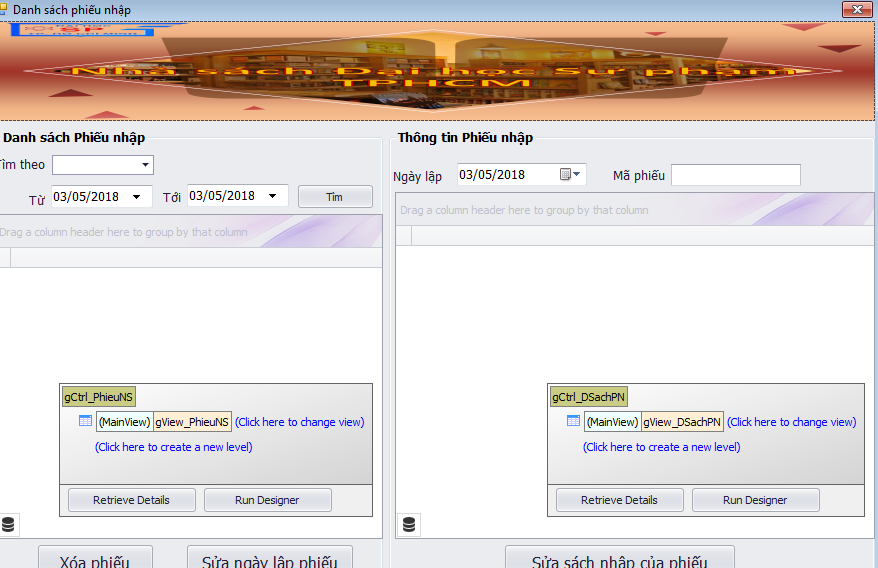 Danh sách phiếu nhập
SP
Nhà sách Đại học Sư phạm
TPHCM
Danh sách Phiếu nhập
Tìm theo
Từ 03/05/2018 Tới 03/05/2018 Tìm
Drag a column header here to group by that column
gCtrl_PhieuNS
(MainView) gView_PhieuNS (Click here to change view)
(Click here to create a new level)
Retrieve Details Run Designer
Xóa phiếu Sửa ngày lập phiếu
Thông tin Phiếu nhập
Ngày lập 03/05/2018 Mã phiếu
Drag a column header here to group by that column
gCtrl_DSachPN
(MainView) gView_DSachPN (Click here to change view)
(Click here to create a new level)
Retrieve Details Run Designer
Sửa sách nhập của phiếu